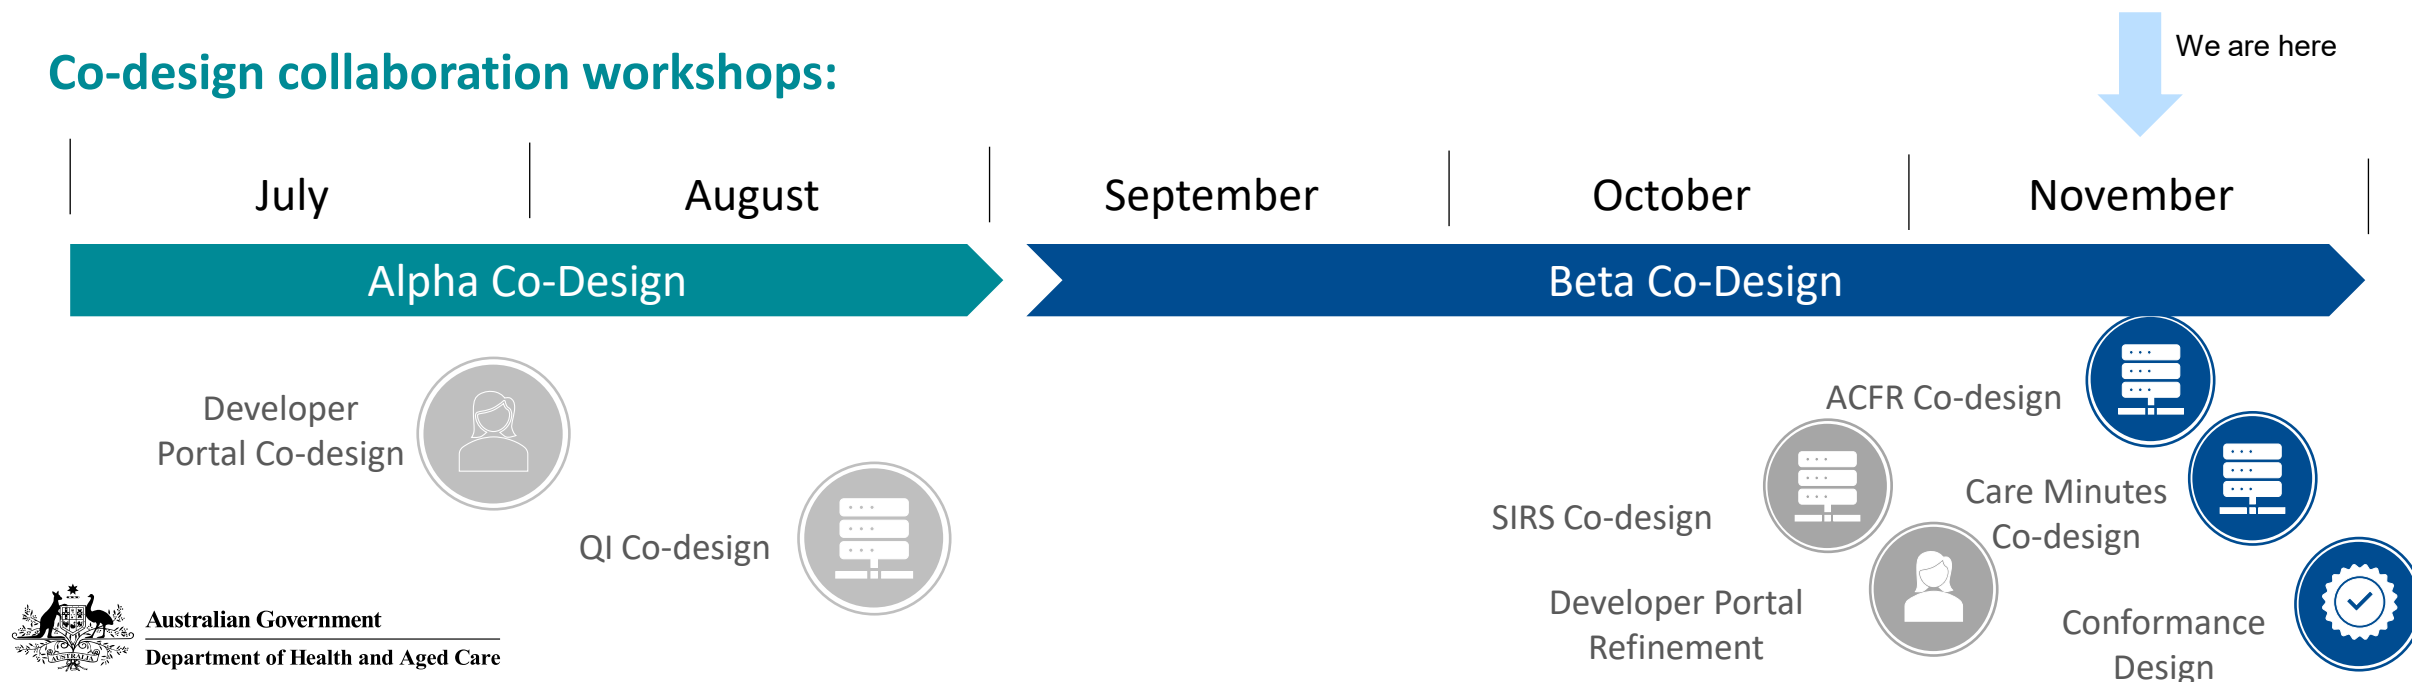 We are here
Co-design collaboration workshops:
July
August
September
October
November
Alpha Co-Design
Beta Co-Design
Developer
Portal Co-design
QI Co-design
ACFR Co-design
SIRS Co-design
Care Minutes
Co-design
Developer Portal
Refinement
Conformance
Design
AUSTRALIA
Australian Government
Department of Health and Aged Care